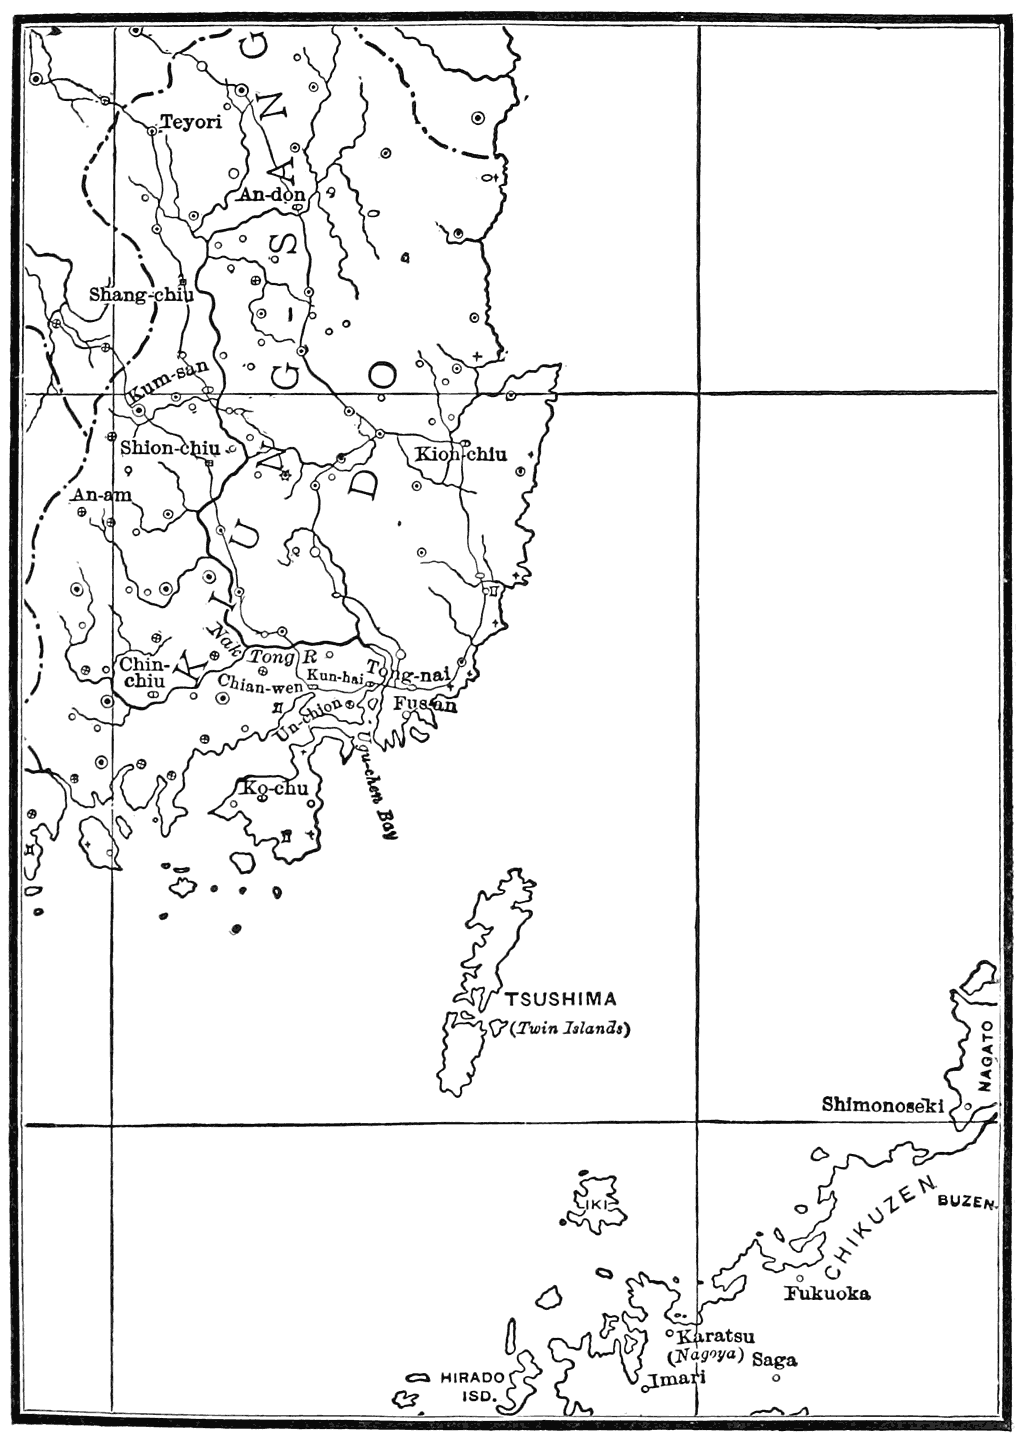 Teyori
An-don
Shang-chiu
Kum-san
Shion-chiu
Kion-chiu
An-am
KIUNG-SANG DO
Nak Tong R
Chin-
chiu
Chian-wen
Kun-hai
Tong-nai
Fusan
Un-chion
Ugu-chen Bay
Ko-chu
TSUSHIMA
(Twin Islands)
NAGATO
Shimonoseki
IKI
CHIKUZEN
BUZEN
Fukuoka
Karatsu
(Nagoya)
Saga
HIRADO
ISD.
Imari